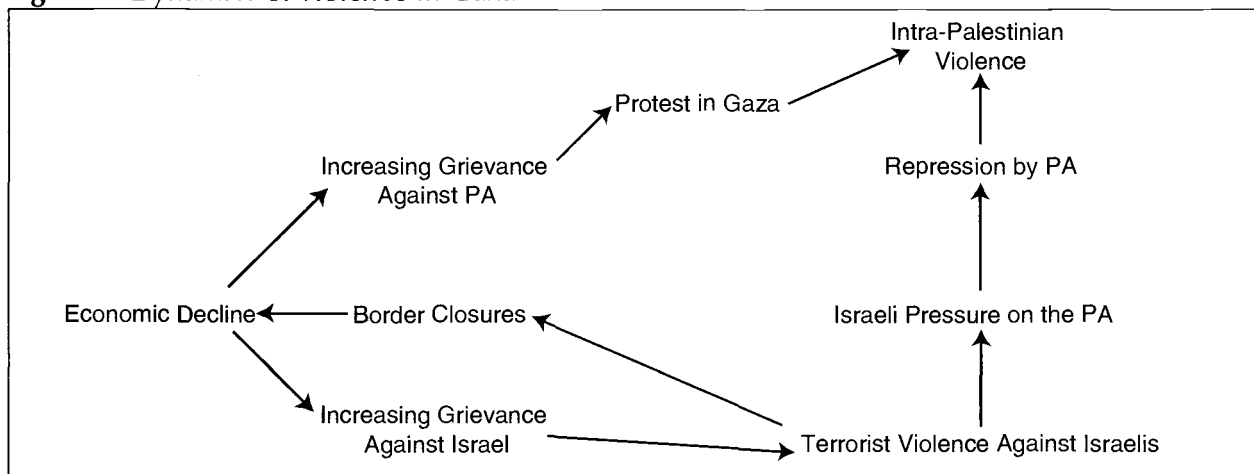 Intra-Palestinian
Violence
Protest in Gaza
Increasing Grievance
Against PA
Repression by PA
Economic Decline
Border Closures
Israeli Pressure on the PA
Increasing Grievance
Against Israel
Terrorist Violence Against Israelis